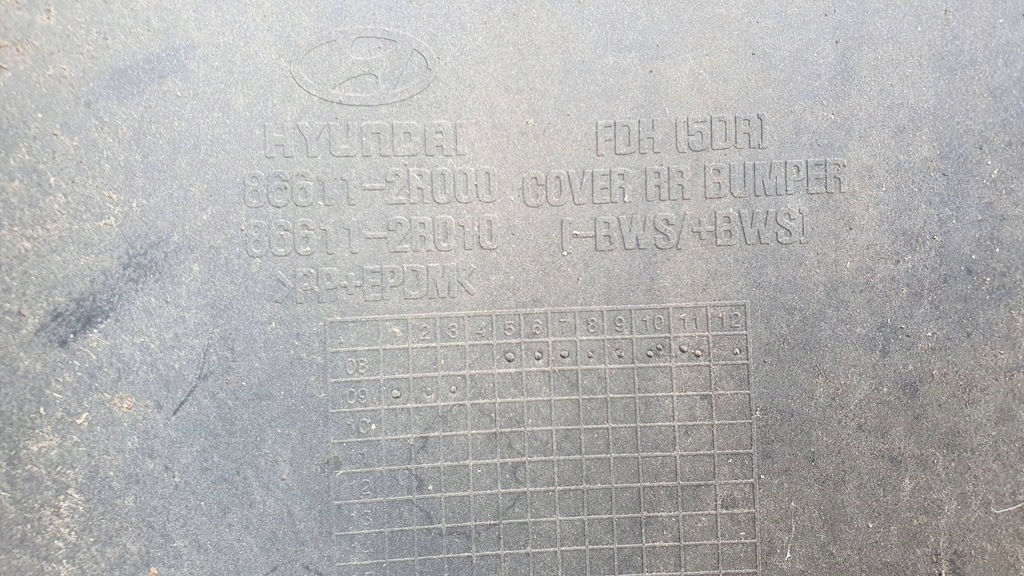 HYUNDAI FDH (5DR)
86611-2R000 COVER RR BUMPER
86611-2R010 (-BWS/+BWS)
>PP+EPDM<
2 3 4 5 6 7 8 9 10 11 12
08
09
10
11
12
13